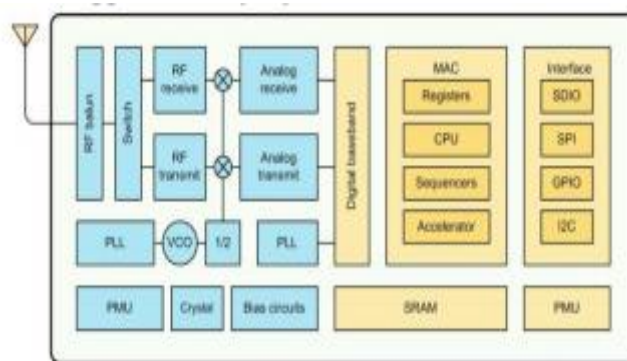 RF balun
Switch
RF
receive
Analog
receive
RF
transmit
Analog
transmit
PLL
VCO
1/2
PLL
Digital baseband
MAC
Registers
CPU
Sequencers
Accelerator
Interface
SDIO
SPI
GPIO
I2C
PMU
Crystal
Bias circuits
SRAM
PMU